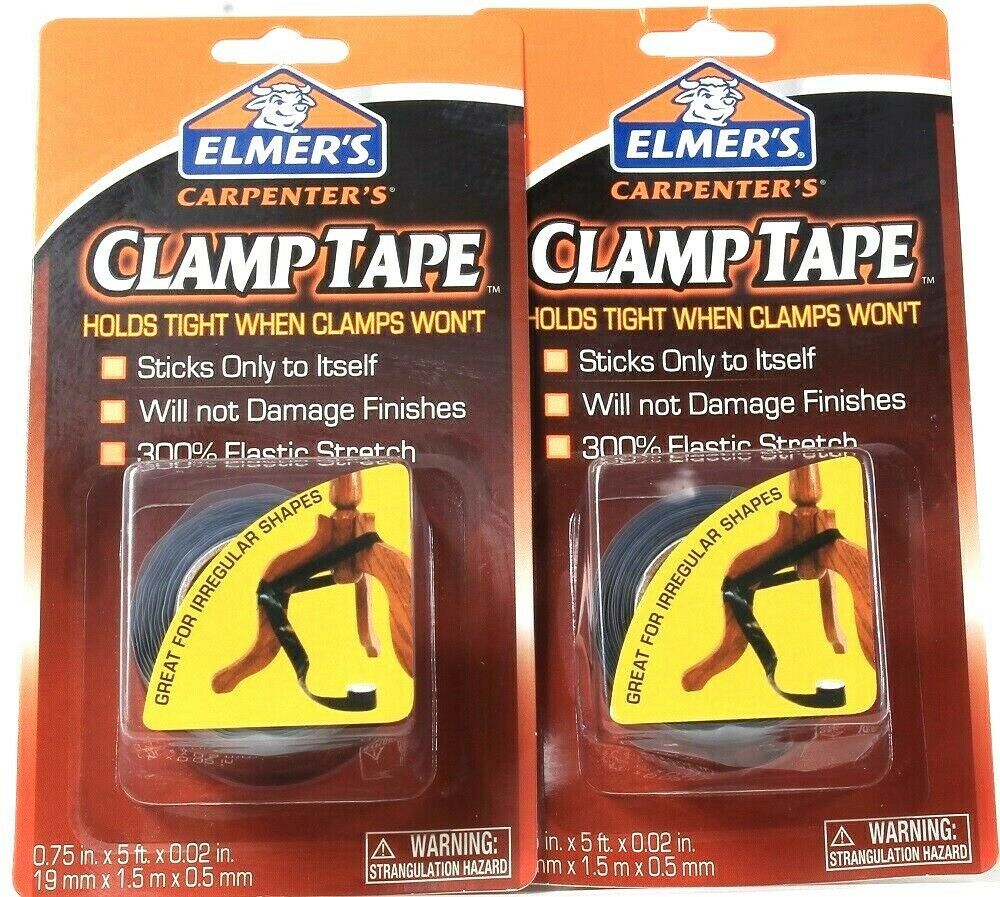 ELMER'S®
CARPENTER'S®
CLAMP TAPE™
HOLDS TIGHT WHEN CLAMPS WON'T
Sticks Only to Itself
Will not Damage Finishes
300% Elastic Stretch
GREAT FOR IRREGULAR SHAPES
0.75 in. x 5 ft. x 0.02 in.
19 mm x 1.5 m x 0.5 mm
WARNING:
STRANGULATION HAZARD
ELMER'S®
CARPENTER'S®
CLAMP TAPE™
HOLDS TIGHT WHEN CLAMPS WON'T
Sticks Only to Itself
Will not Damage Finishes
300% Elastic Stretch
GREAT FOR IRREGULAR SHAPES
in. x 5 ft. x 0.02 in.
mm x 1.5 m x 0.5 mm
WARNING:
STRANGULATION HAZARD